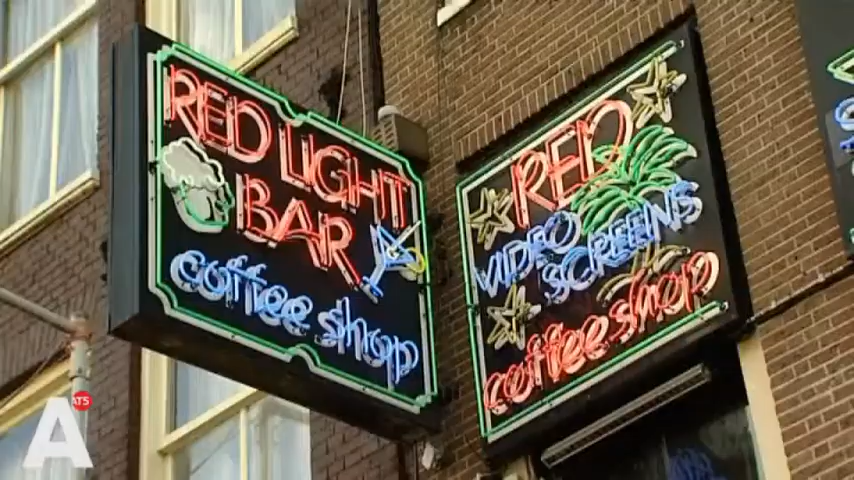 RED LIGHT
BAR
coffee shop
RED
VIDEO
SCREENS
coffee shop
A
AT5